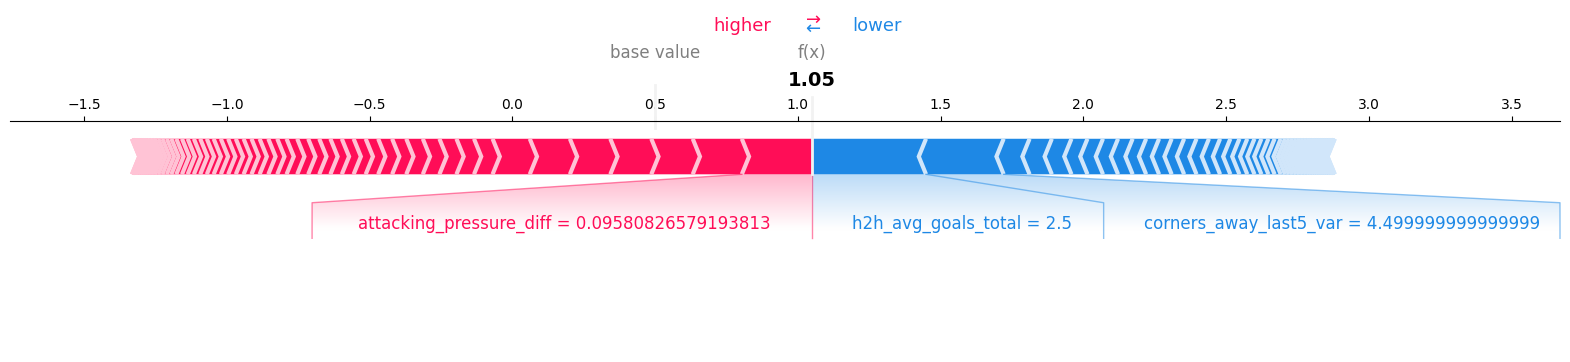 higher ⇄ lower
base value f(x)
1.05
−1.5 −1.0 −0.5 0.0 0.5 1.0 1.5 2.0 2.5 3.0 3.5
attacking_pressure_diff = 0.09580826579193813 h2h_avg_goals_total = 2.5 corners_away_last5_var = 4.499999999999999